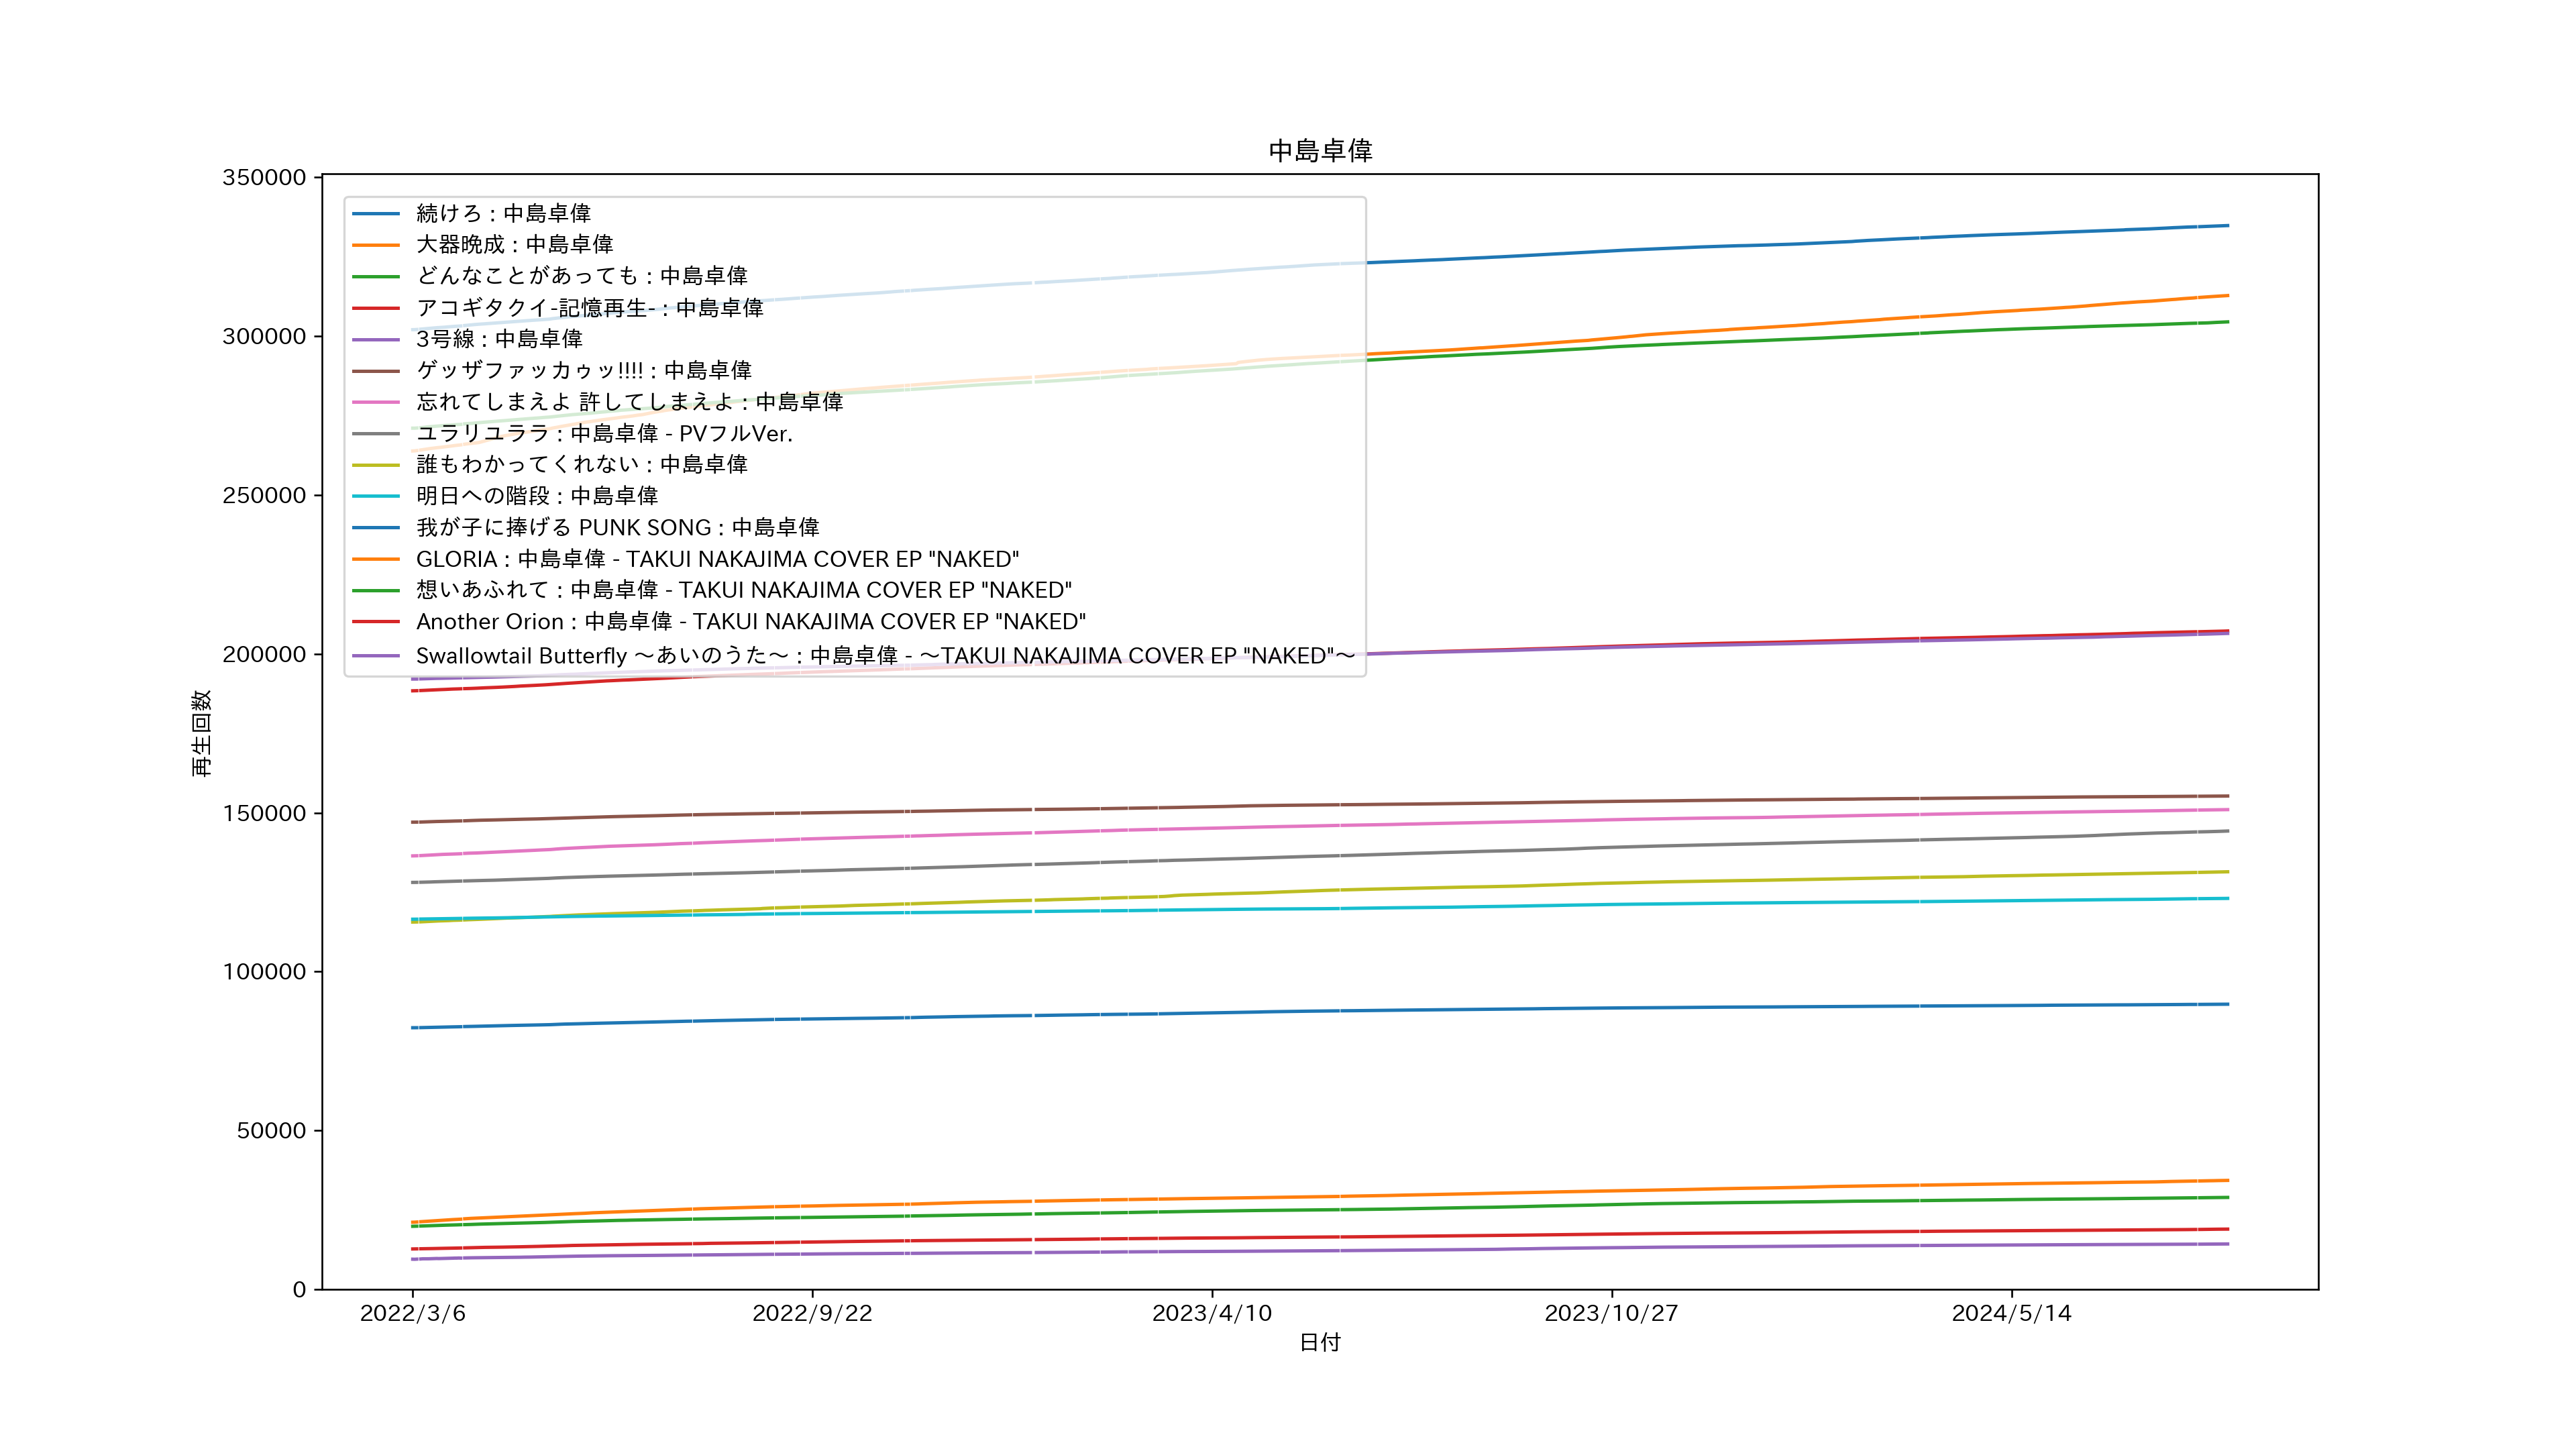 中島卓偉
350000
300000
250000
200000
150000
100000
50000
0
再生回数
続けろ : 中島卓偉
大器晩成 : 中島卓偉
どんなことがあっても : 中島卓偉
アコギタクイ-記憶再生- : 中島卓偉
3号線 : 中島卓偉
ゲッザファッカゥッ!!!! : 中島卓偉
忘れてしまえよ 許してしまえよ : 中島卓偉
ユラリユララ : 中島卓偉 - PVフルVer.
誰もわかってくれない : 中島卓偉
明日への階段 : 中島卓偉
我が子に捧げる PUNK SONG : 中島卓偉
GLORIA : 中島卓偉 - TAKUI NAKAJIMA COVER EP "NAKED"
想いあふれて : 中島卓偉 - TAKUI NAKAJIMA COVER EP "NAKED"
Another Orion : 中島卓偉 - TAKUI NAKAJIMA COVER EP "NAKED"
Swallowtail Butterfly 〜あいのうた〜 : 中島卓偉 - 〜TAKUI NAKAJIMA COVER EP "NAKED"〜
2022/3/6
2022/9/22
2023/4/10
2023/10/27
2024/5/14
日付